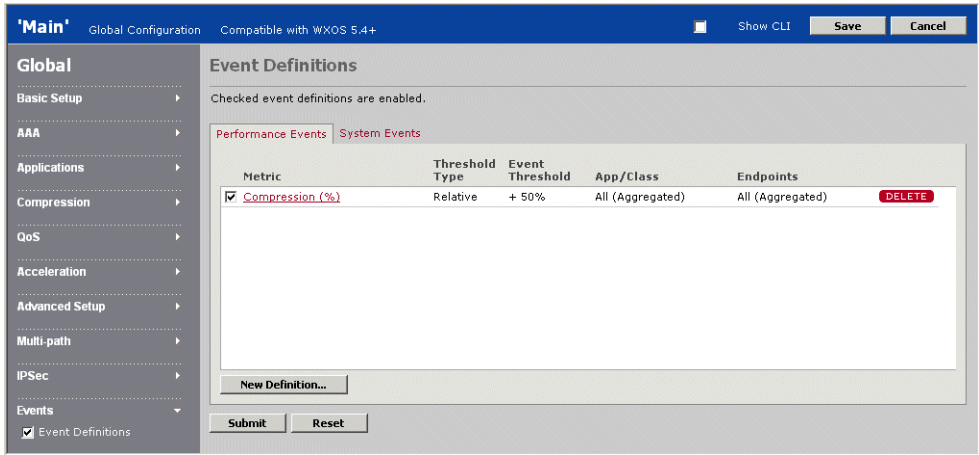 'Main' Global Configuration Compatible with WXOS 5.4+ Show CLI Save Cancel
Global
Basic Setup
AAA
Applications
Compression
QoS
Acceleration
Advanced Setup
Multi-path
IPSec
Events
Event Definitions
Event Definitions
Checked event definitions are enabled.
Performance Events System Events
Metric Threshold Type Event Threshold App/Class Endpoints
Compression (%) Relative + 50% All (Aggregated) All (Aggregated) DELETE
New Definition...
Submit Reset